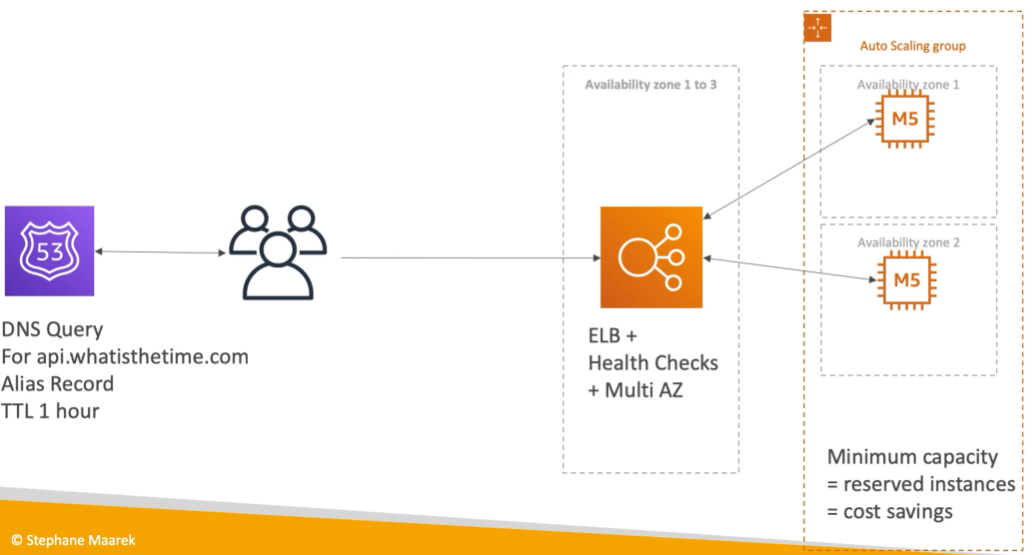 Auto Scaling group
Availability zone 1 to 3
Availability zone 1
M5
53
Availability zone 2
M5
DNS Query
For api.whatisthetime.com
Alias Record
TTL 1 hour
ELB +
Health Checks
+ Multi AZ
Minimum capacity
= reserved instances
= cost savings
© Stephane Maarek